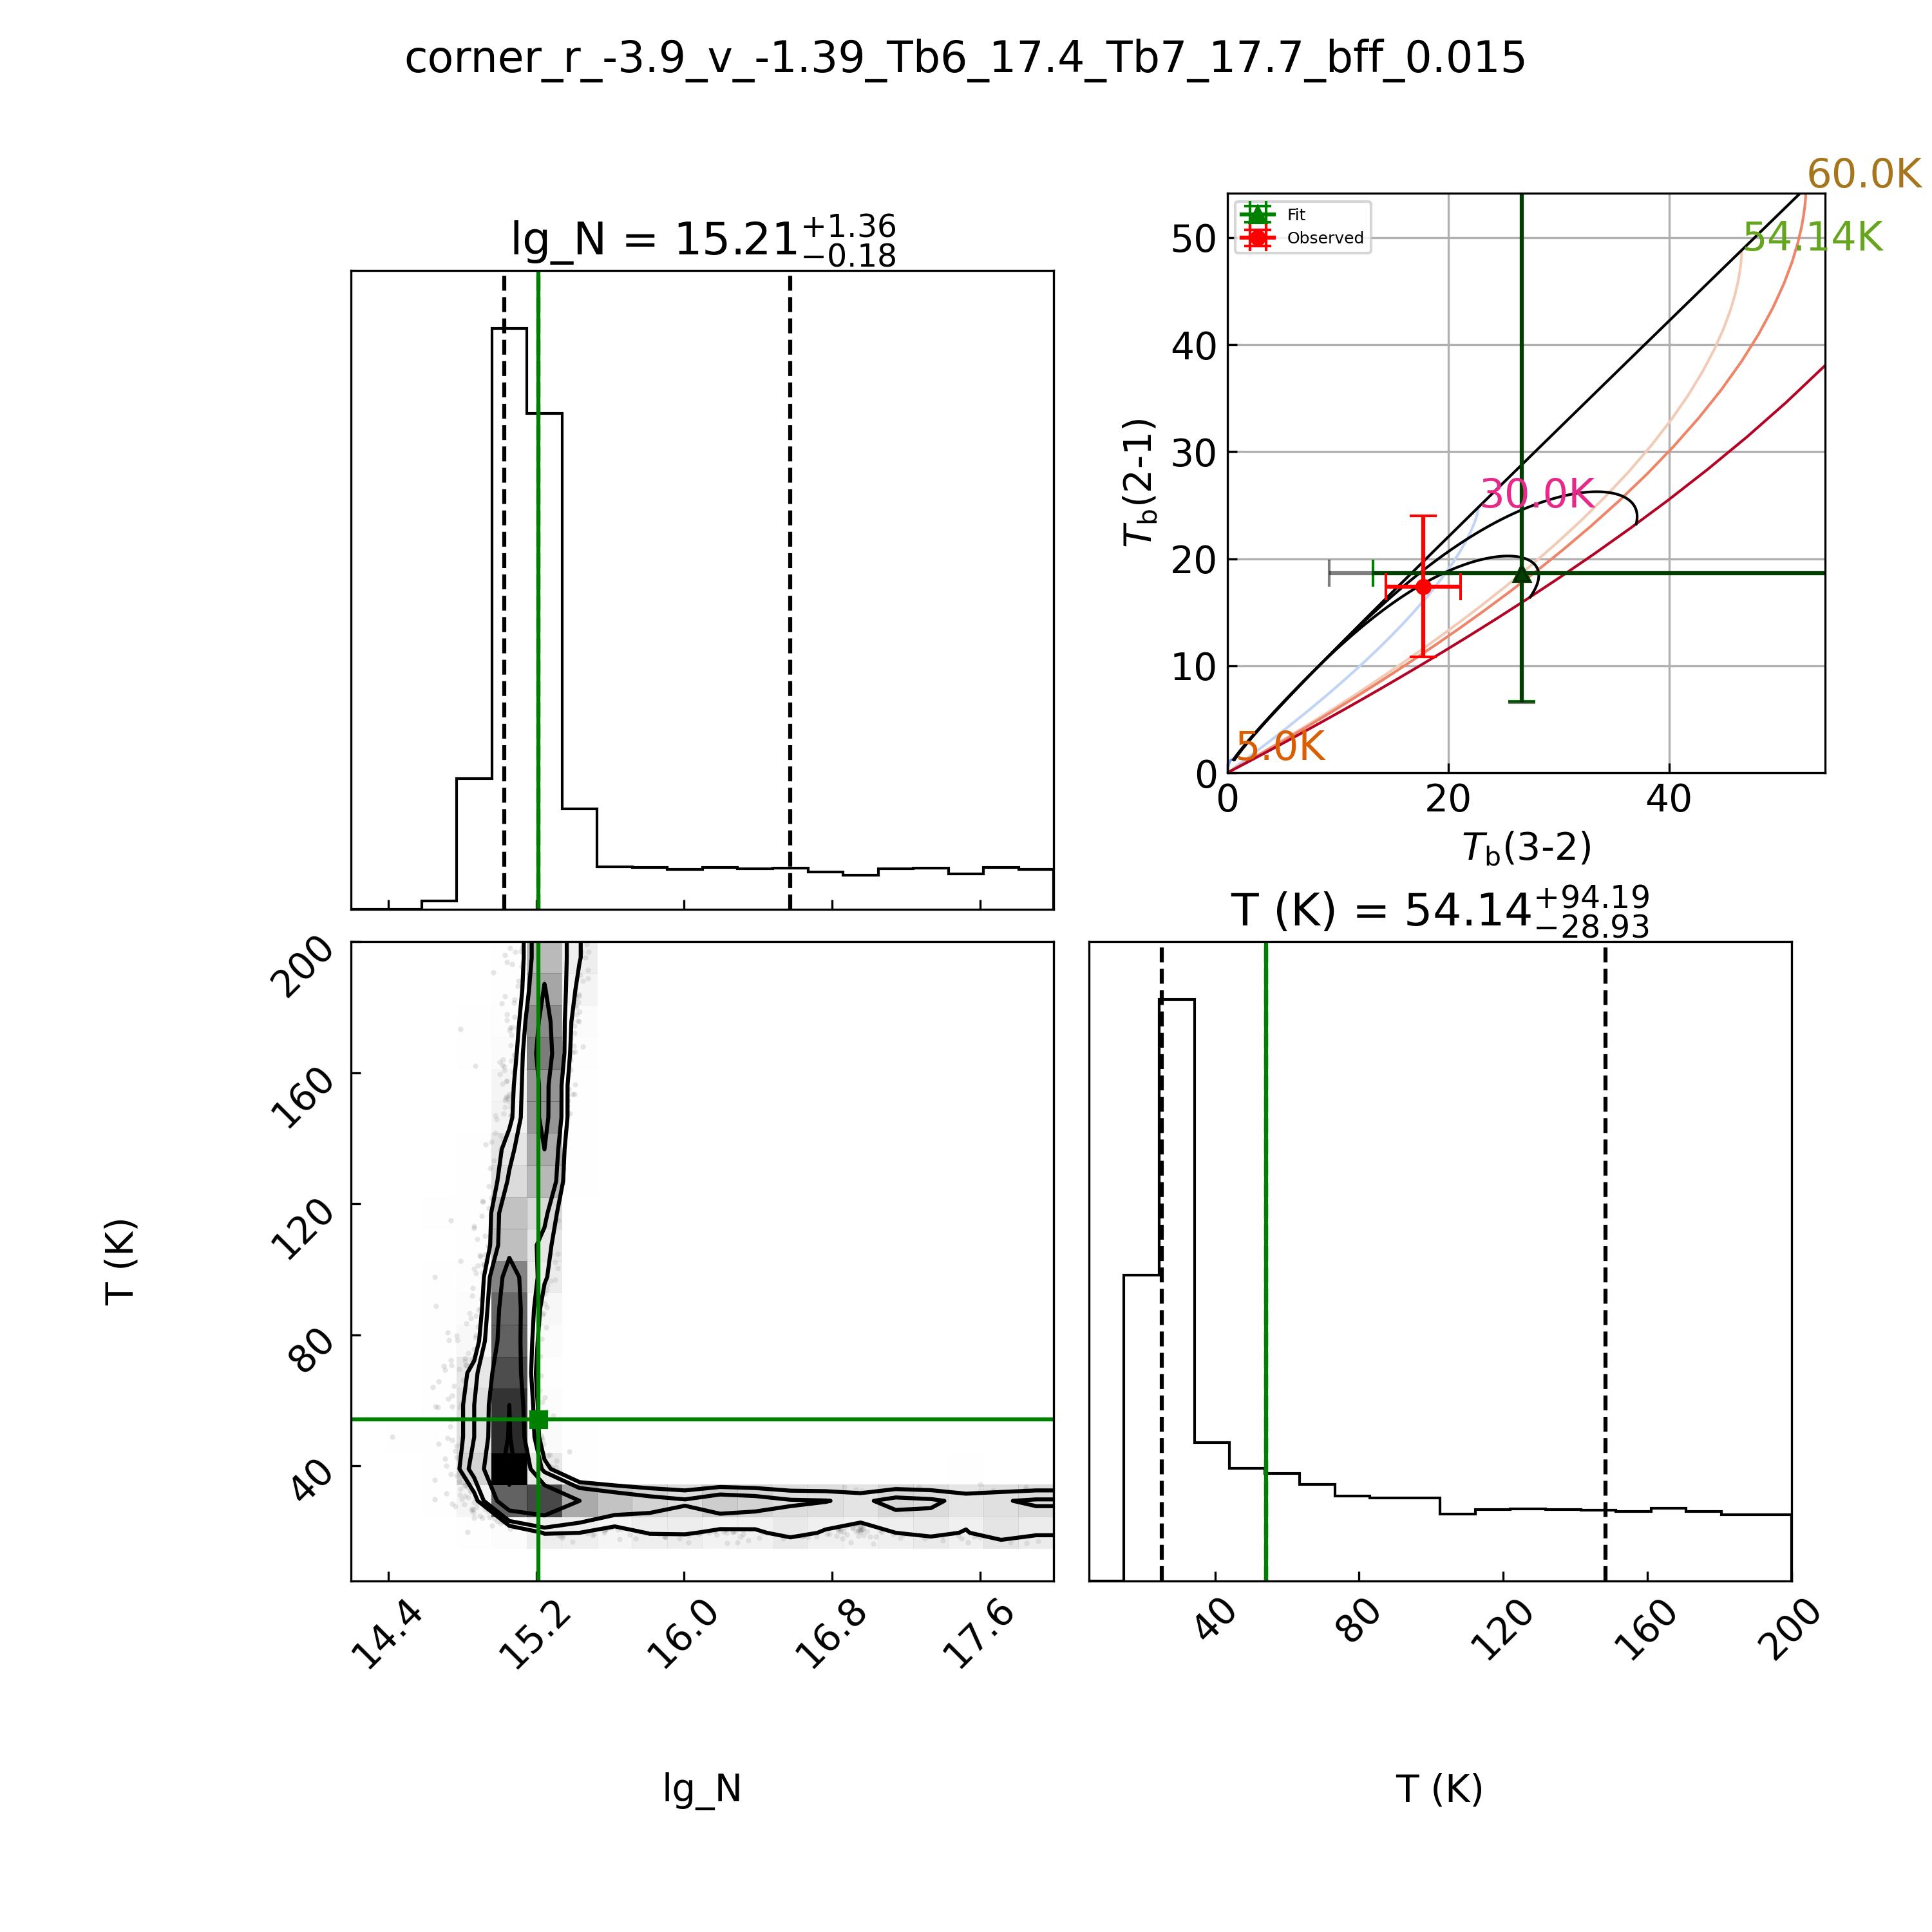 corner_r_-3.9_v_-1.39_Tb6_17.4_Tb7_17.7_bff_0.015
lg_N = 15.21 +1.36 −0.18
60.0K
54.14K
30.0K
5.0K
Fit
Observed
50
40
30
20
10
0
T_b(2-1)
0 20 40
T_b(3-2)
T (K) = 54.14 +94.19 −28.93
200
160
120
80
40
T (K)
14.4 15.2 16.0 16.8 17.6
lg_N
40 80 120 160 200
T (K)